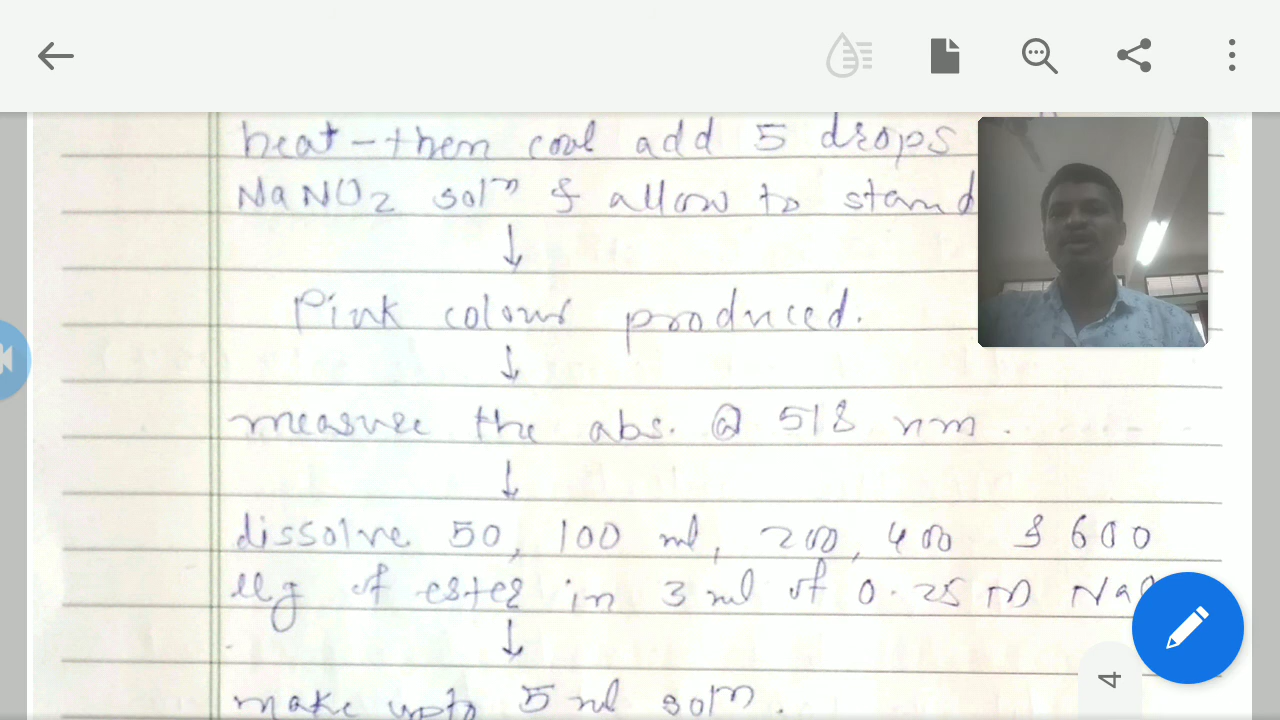 heat - then cool add 5 drops
NaNO2 solⁿ & allow to stand
↓
Pink colour produced.
↓
measure the abs. @ 518 nm.
↓
dissolve 50, 100 ml, 200, 400 & 600
µg of ester in 3 ml of 0.25 M
↓
make upto 5 ml solⁿ.
4